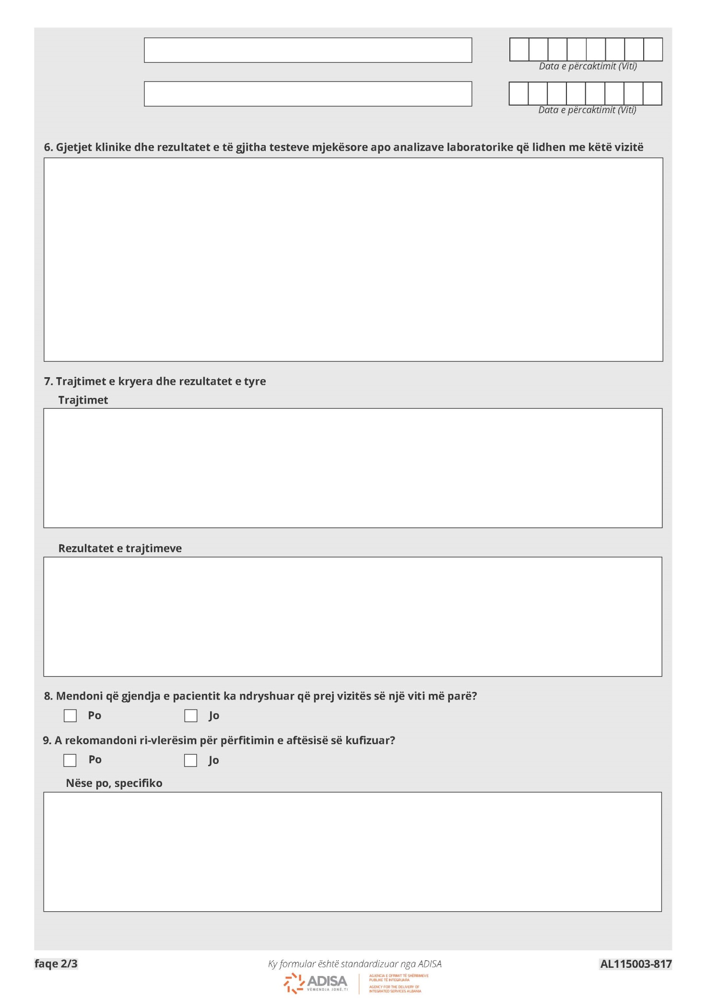 Data e përcaktimit (Viti)
Data e përcaktimit (Viti)
6. Gjetjet klinike dhe rezultatet e të gjitha testeve mjekësore apo analizave laboratorike që lidhen me këtë vizitë
7. Trajtimet e kryera dhe rezultatet e tyre
Trajtimet
Rezultatet e trajtimeve
8. Mendoni që gjendja e pacientit ka ndryshuar që prej vizitës së një viti më parë?
Po Jo
9. A rekomandoni ri-vlerësim për përfitimin e aftësisë së kufizuar?
Po Jo
Nëse po, specifiko
faqe 2/3 Ky formular është standardizuar nga ADISA AL115003-817
ADISA
VËMENDJA JONË,TI
AGJENCIA E OFRIMIT TË SHËRBIMEVE
PUBLIKE TË INTEGRUARA
AGENCY FOR THE DELIVERY OF
INTEGRATED SERVICES ALBANIA